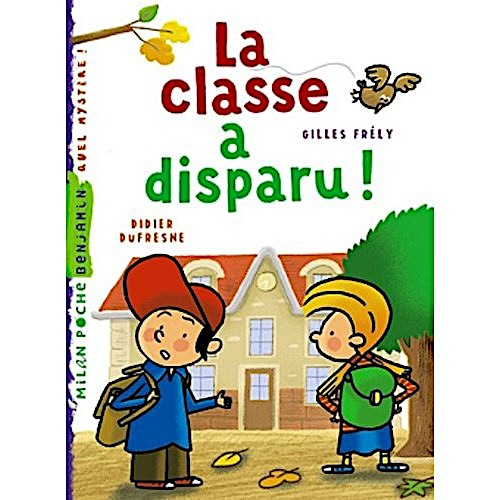 La
classe
a
disparu !
GILLES FRÉLY
DIDIER
DUFRESNE
MILAN POCHE BENJAMIN QUEL MYSTÈRE !